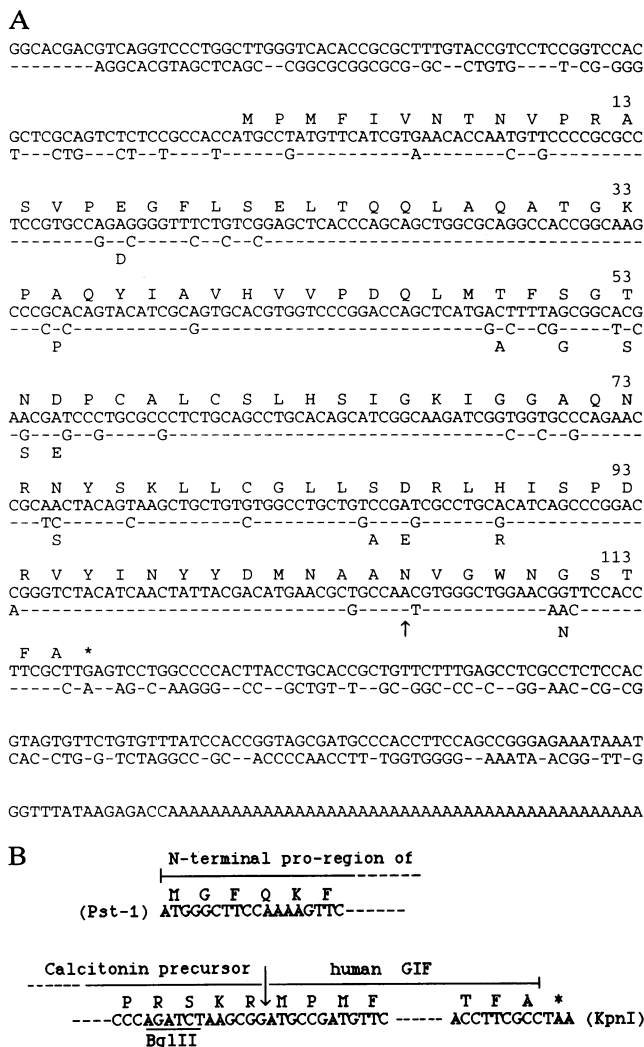 A
GGCACGACGTCAGGTCCCTGGCTTGGGTCACACCGCGCTTTGTACCGTCCTCCGGTCCAC
--------AGGCACGTAGCTCAGC--CGGCGCGGCGCG-GC--CTGTG----T-CG-GGG
13
M P M F I V N T N V P R A
GCTCGCAGTCTCTCCGCCACCATGCCTATGTTCATCGTGAACACCAATGTTCCCCGCGCC
T---CTG---CT--T----T------G-----------A--------C--G---------
33
S V P E G F L S E L T Q Q L A Q A T G K
TCCGTGCCAGAGGGGTTTCTGTCGGAGCTCACCCAGCAGCTGGCGCAGGCCACCGGCAAG
--------G--C-----C--C--C------------------------------------
D
53
P A Q Y I A V H V V P D Q L M T F S G T
CCCGCACAGTACATCGCAGTGCACGTGGTCCCGGACCAGCTCATGACTTTTAGCGGCACG
---C-C-----------G---------------------------G-C--CG-----T-C
P A G S
73
N D P C A L C S L H S I G K I G G A Q N
AACGATCCCTGCGCCCTCTGCAGCCTGCACAGCATCGGCAAGATCGGTGGTGCCCAGAAC
-G---G--G-----G--------------------------------C--C--G------
S E
93
R N Y S K L L C G L L S D R L H I S P D
CGCAACTACAGTAAGCTGCTGTGTGGCCTGCTGTCCGATCGCCTGCACATCAGCCCGGAC
---TC------C----------C----------G----G-------G-------------
S A E R
113
R V Y I N Y Y D M N A A N V G W N G S T
CGGGTCTACATCAACTATTACGACATGAACGCTGCCAACGTGGGCTGGAACGGTTCCACC
A-------------------------------G-----T------------AAC------
↑ N
F A *
TTCGCTTGAGTCCTGGCCCCACTTACCTGCACCGCTGTTCTTTGAGCCTCGCCTCTCCAC
-----C-A--AG-C-AAGGG--CC--GCTGT-T-GC-GGC-CC-C--GG-AAC-CG-CG
GTAGTGTTCTGTGTTTATCCACCGGTAGCGATGCCCACCTTCCAGCCGGGAGAAATAAAT
CAC-CTG-G-TCTAGGCC-GC--ACCCCAACCTT-TGGTGGGG--AAATA-ACGG-TT-G
GGTTTATAAGAGACCAAAAAAAAAAAAAAAAAAAAAAAAAAAAAAAAAAAAAAAAAAAAA
B
N-terminal pro-region of
M G F Q K F
(Pst-1) ATGGGCTTCCAAAAGTTC------
Calcitonin precursor human GIF
P R S K R M P M F T F A *
----CCCAGATCTAAGCGGATGCCGATGTTC ------ ACCTTCGCCTAA (KpnI)
BglII